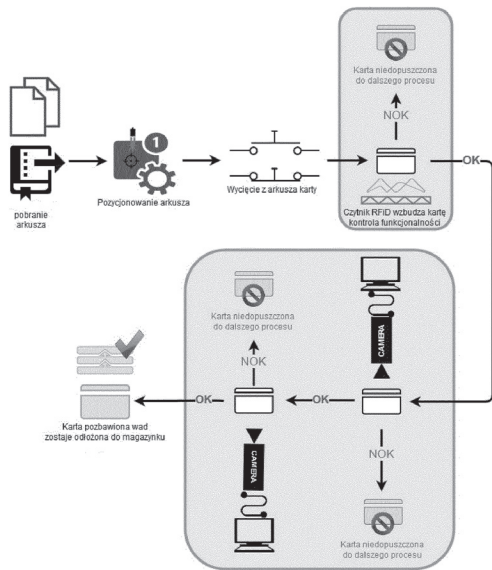 Karta niedopuszczona
do dalszego procesu
NOK
1
OK
pobranie
arkusza
Pozycjonowanie arkusza
Wycięcie z arkusza karty
Czytnik RFID wzbudza kartę
kontrola funkcjonalności
Karta niedopuszczona
do dalszego procesu
NOK
CAMERA
OK
OK
Karta pozbawiona wad
zostaje odłożona do magazynku
NOK
CAMERA
Karta niedopuszczona
do dalszego procesu